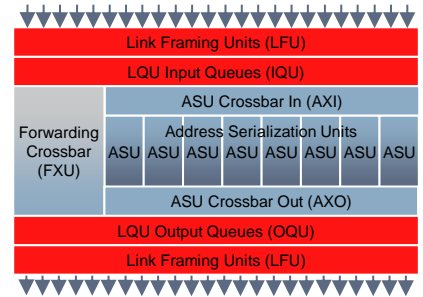 Link Framing Units (LFU)
LQU Input Queues (IQU)
ASU Crossbar In (AXI)
Forwarding
Crossbar
(FXU)
Address Serialization Units
ASU ASU ASU ASU ASU ASU ASU ASU
ASU Crossbar Out (AXO)
LQU Output Queues (OQU)
Link Framing Units (LFU)